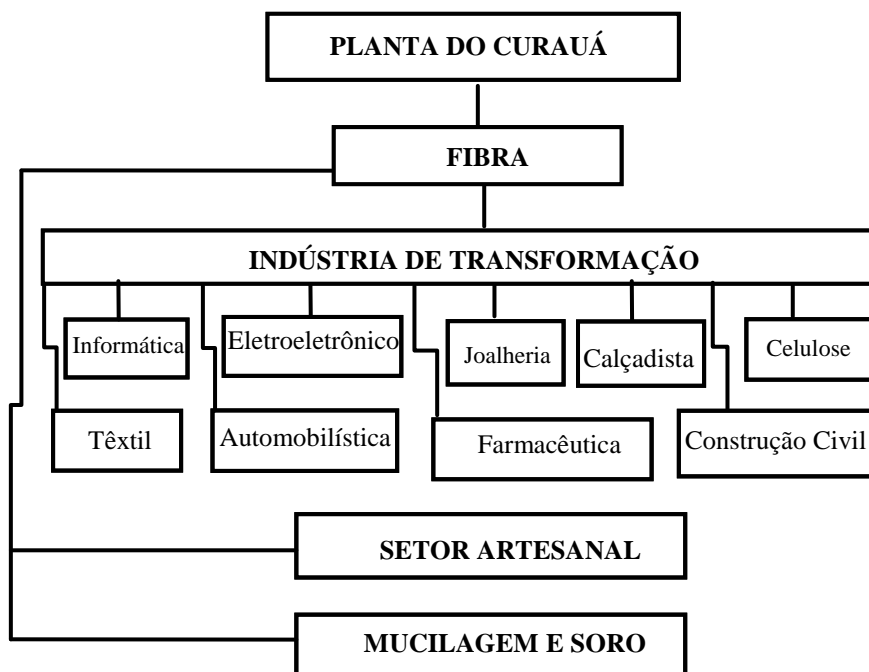 PLANTA DO CURAUÁ
FIBRA
INDÚSTRIA DE TRANSFORMAÇÃO
Informática
Eletroeletrônico
Joalheria
Calçadista
Celulose
Têxtil
Automobilística
Farmacêutica
Construção Civil
SETOR ARTESANAL
MUCILAGEM E SORO